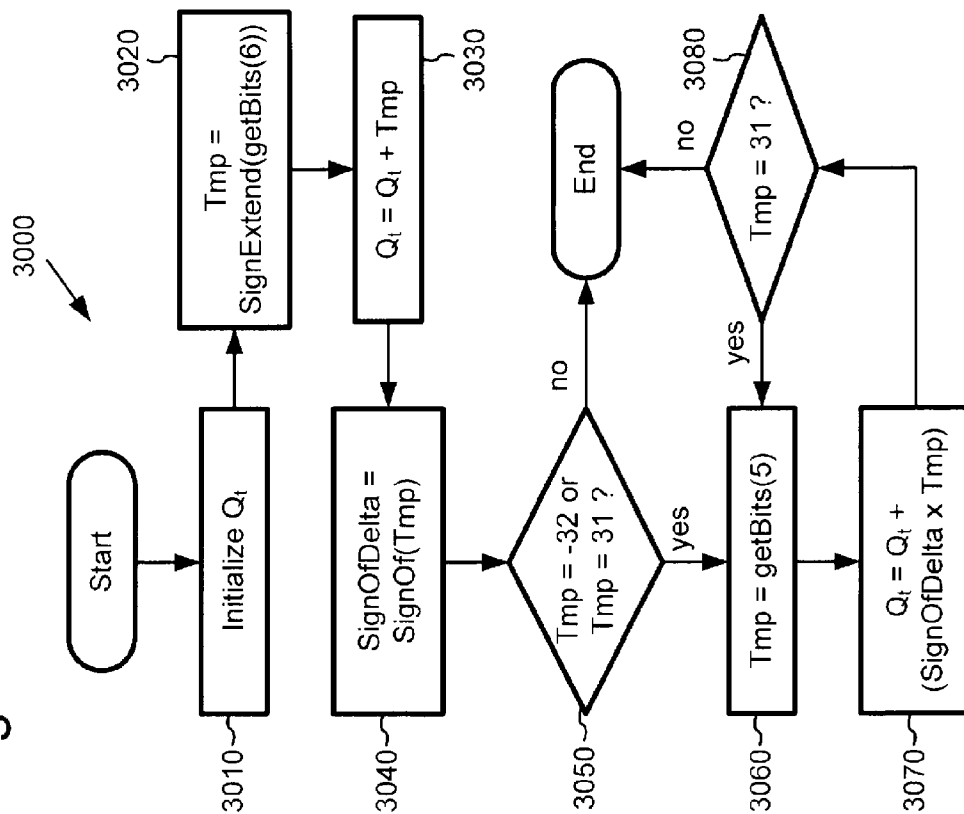 3000
Start
3010
Initialize Qt
3020
Tmp =
SignExtend(getBits(6))
3030
Qt = Qt + Tmp
3040
SignOfDelta =
SignOf(Tmp)
3050
Tmp = -32 or
Tmp = 31 ?
no
yes
End
3060
Tmp = getBits(5)
3070
Qt = Qt +
(SignOfDelta x Tmp)
3080
Tmp = 31 ?
no
yes